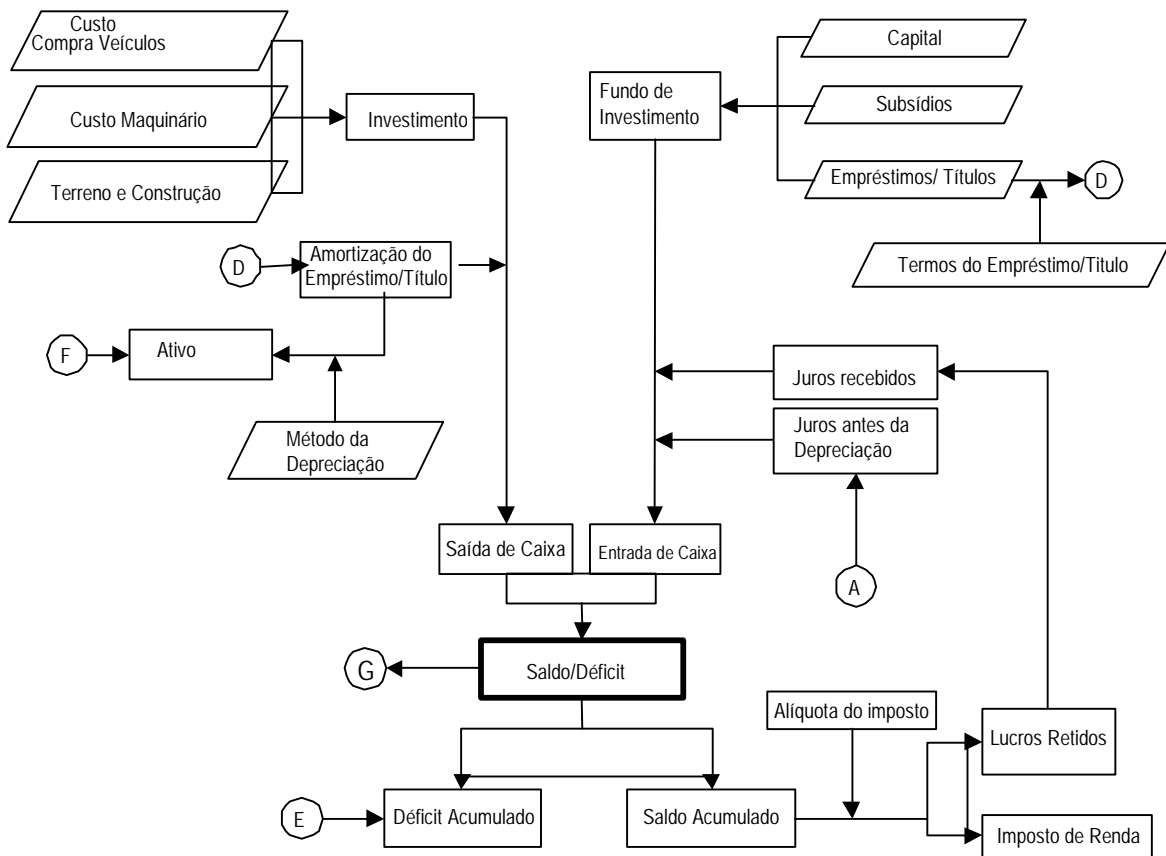 Custo
Compra Veículos
Custo Maquinário
Terreno e Construção
Investimento
Fundo de
Investimento
Capital
Subsídios
Empréstimos/ Títulos
D
Termos do Empréstimo/Titulo
D
Amortização do
Empréstimo/Título
F
Ativo
Método da
Depreciação
Juros recebidos
Juros antes da
Depreciação
A
Saída de Caixa
Entrada de Caixa
G
Saldo/Déficit
Alíquota do imposto
Lucros Retidos
E
Déficit Acumulado
Saldo Acumulado
Imposto de Renda